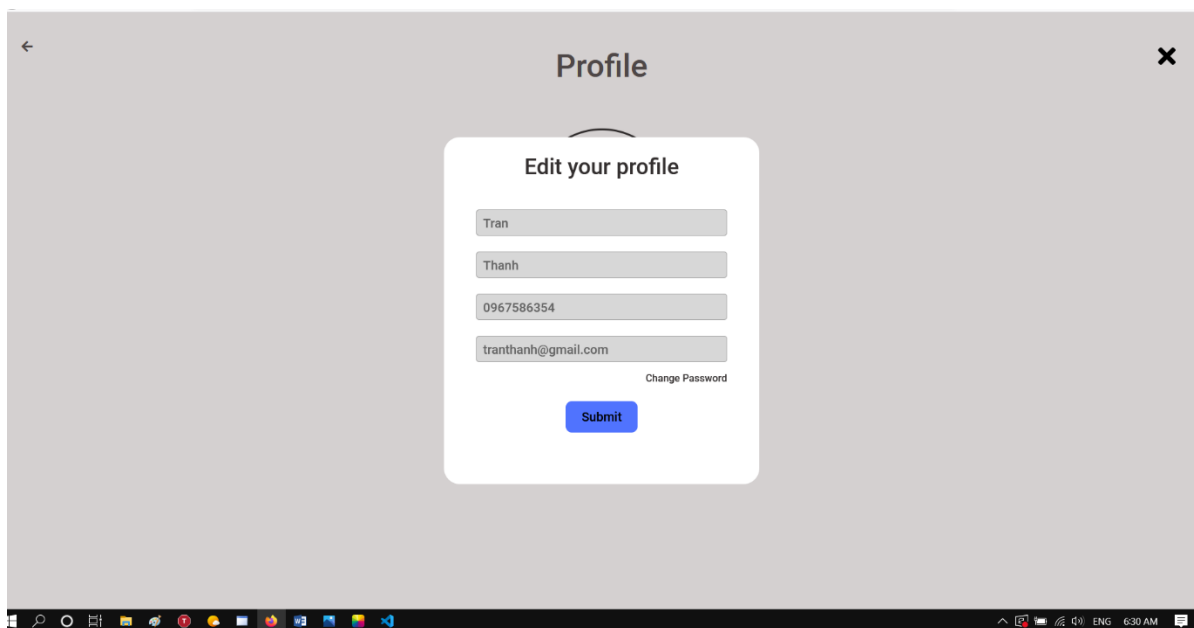 Profile
Edit your profile
Tran
Thanh
0967586354
tranthanh@gmail.com
Change Password
Submit
ENG 6:30 AM